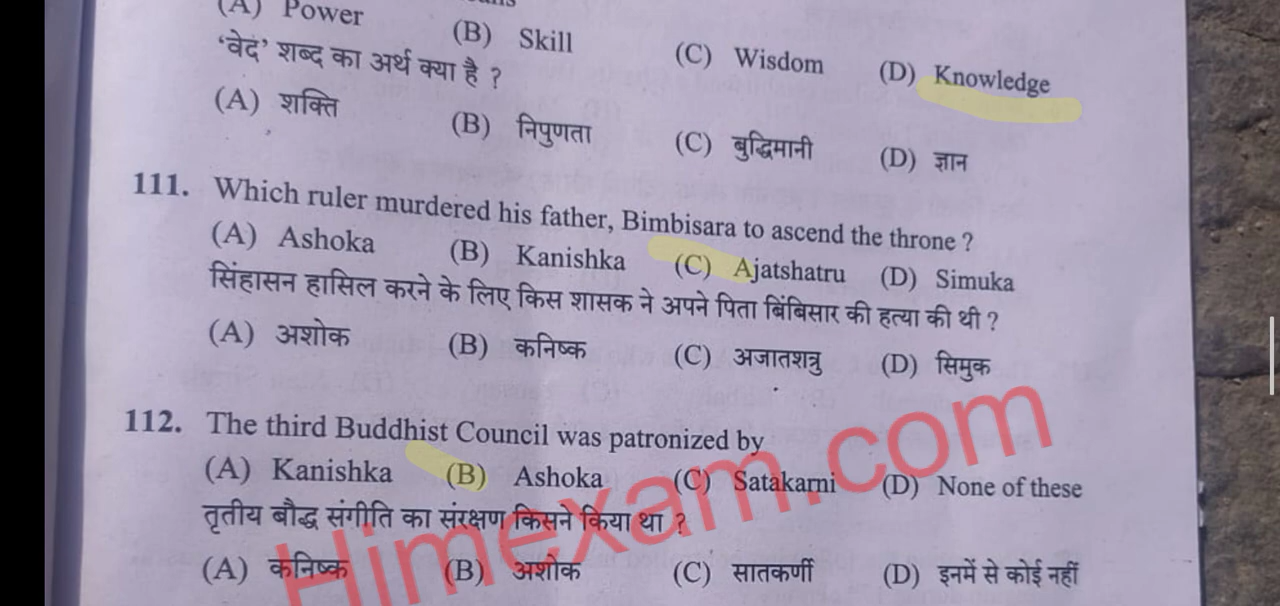 (A) Power (B) Skill (C) Wisdom (D) Knowledge
‘वेद’ शब्द का अर्थ क्या है ?
(A) शक्ति (B) निपुणता (C) बुद्धिमानी (D) ज्ञान
111. Which ruler murdered his father, Bimbisara to ascend the throne ?
(A) Ashoka (B) Kanishka (C) Ajatshatru (D) Simuka
सिंहासन हासिल करने के लिए किस शासक ने अपने पिता बिंबिसार की हत्या की थी ?
(A) अशोक (B) कनिष्क (C) अजातशत्रु (D) सिमुक
112. The third Buddhist Council was patronized by
(A) Kanishka (B) Ashoka (C) Satakarni (D) None of these
तृतीय बौद्ध संगीति का संरक्षण किसने किया था ?
(A) कनिष्क (B) अशोक (C) सातकर्णी (D) इनमें से कोई नहीं
Himexam.com